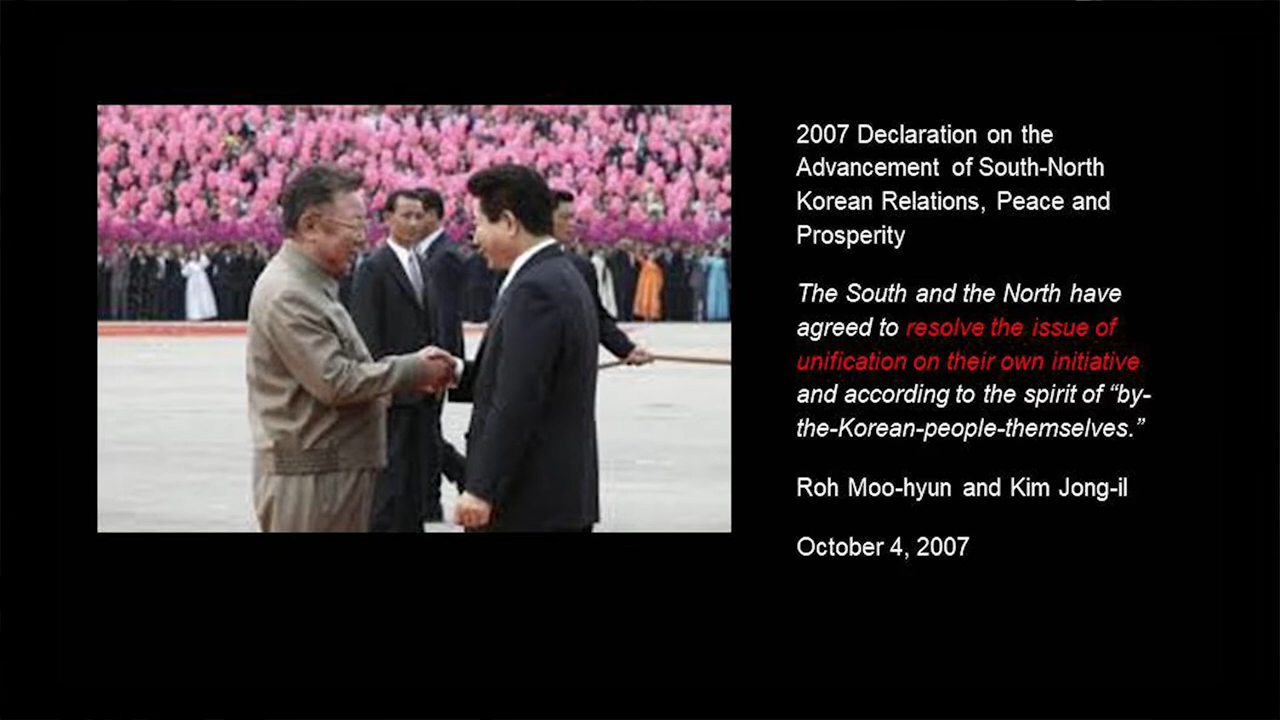 2007 Declaration on the
Advancement of South-North
Korean Relations, Peace and
Prosperity
The South and the North have
agreed to resolve the issue of
unification on their own initiative
and according to the spirit of “by-
the-Korean-people-themselves.”
Roh Moo-hyun and Kim Jong-il
October 4, 2007